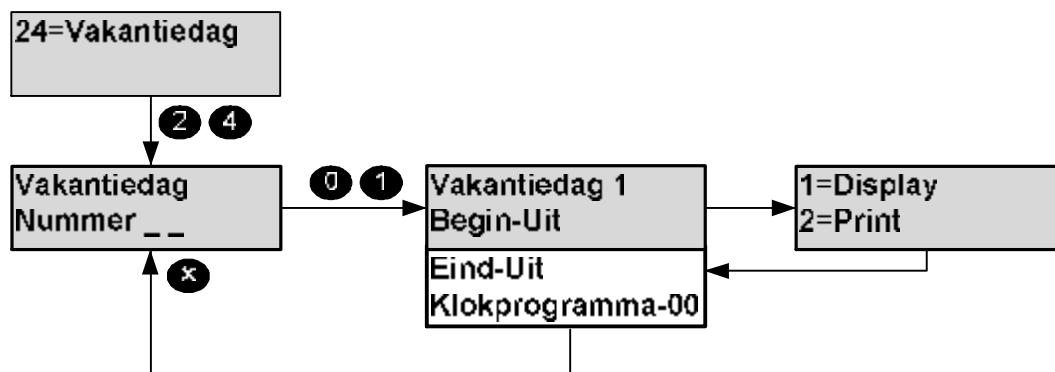 24=Vakantiedag
2 4
Vakantiedag
Nummer _ _
0 1
Vakantiedag 1
Begin-Uit
Eind-Uit
Klokprogramma-00
1=Display
2=Print
x